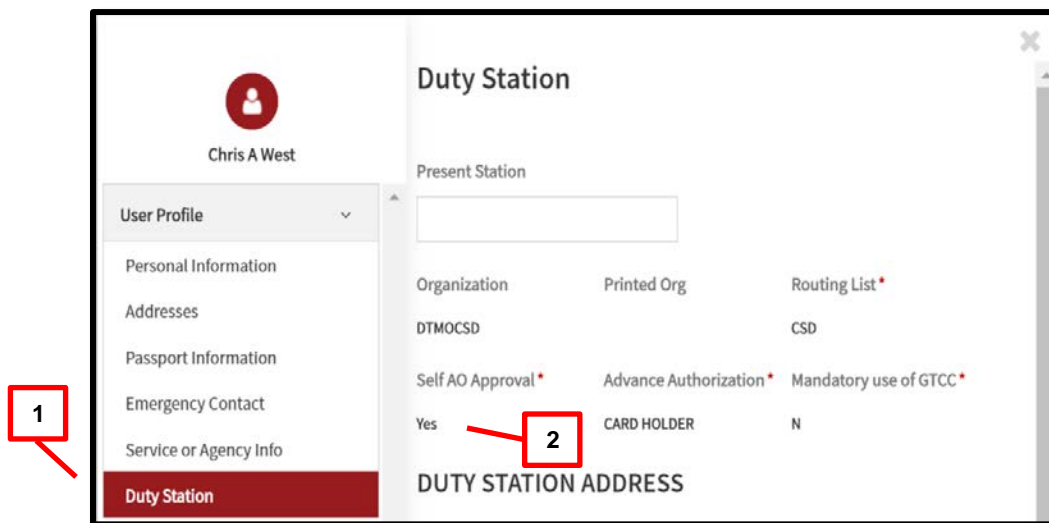 Chris A West
User Profile
Personal Information
Addresses
Passport Information
Emergency Contact
Service or Agency Info
1
Duty Station
Duty Station
Present Station
Organization Printed Org Routing List*
DTMOCSD CSD
Self AO Approval* Advance Authorization* Mandatory use of GTCC*
Yes CARD HOLDER N
2
DUTY STATION ADDRESS